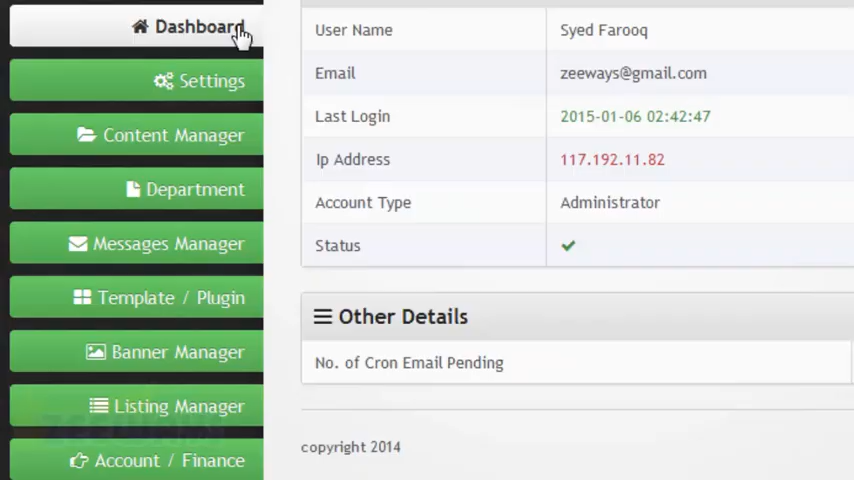 Dashboard
Settings
Content Manager
Department
Messages Manager
Template / Plugin
Banner Manager
Listing Manager
Account / Finance
User Name Syed Farooq
Email zeeways@gmail.com
Last Login 2015-01-06 02:42:47
Ip Address 117.192.11.82
Account Type Administrator
Status
Other Details
No. of Cron Email Pending
copyright 2014